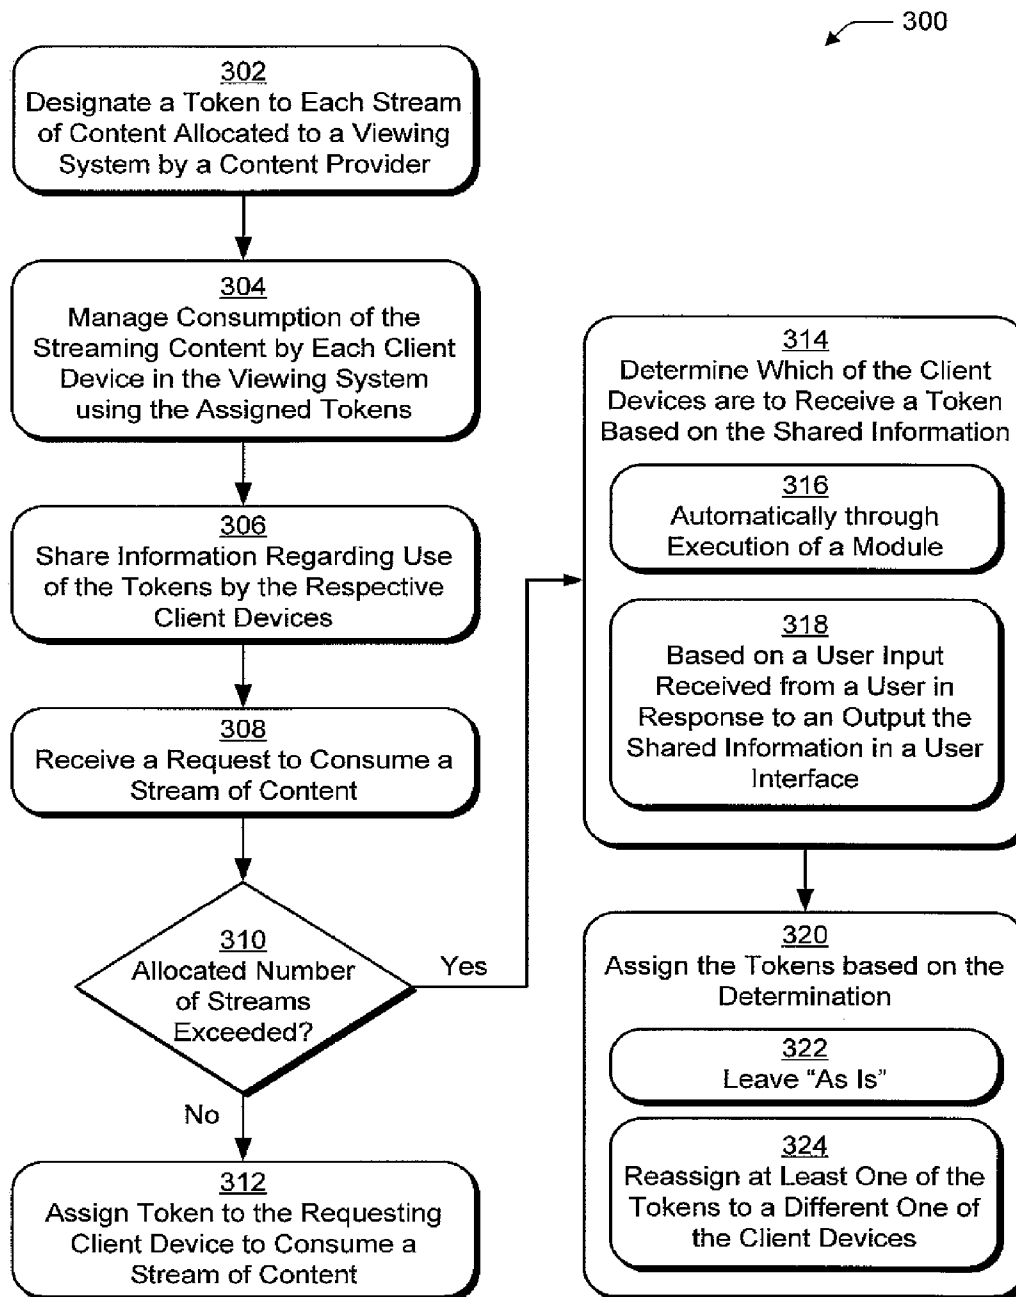 300
302
Designate a Token to Each Stream
of Content Allocated to a Viewing
System by a Content Provider
304
Manage Consumption of the
Streaming Content by Each Client
Device in the Viewing System
using the Assigned Tokens
306
Share Information Regarding Use
of the Tokens by the Respective
Client Devices
308
Receive a Request to Consume a
Stream of Content
310
Allocated Number
of Streams
Exceeded?
Yes
No
312
Assign Token to the Requesting
Client Device to Consume a
Stream of Content
314
Determine Which of the Client
Devices are to Receive a Token
Based on the Shared Information
316
Automatically through
Execution of a Module
318
Based on a User Input
Received from a User in
Response to an Output the
Shared Information in a User
Interface
320
Assign the Tokens based on the
Determination
322
Leave “As Is”
324
Reassign at Least One of the
Tokens to a Different One of
the Client Devices